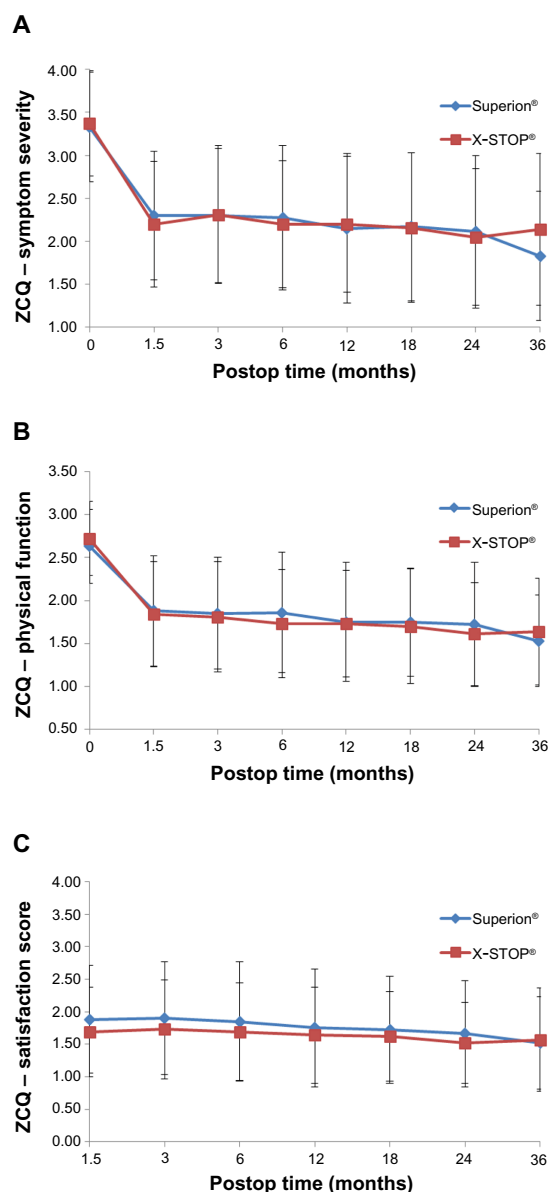 A
ZCQ – symptom severity
4.00
3.50
3.00
2.50
2.00
1.50
1.00
Superion®
X-STOP®
0 1.5 3 6 12 18 24 36
Postop time (months)
B
ZCQ – physical function
3.50
3.00
2.50
2.00
1.50
1.00
0.50
Superion®
X-STOP®
0 1.5 3 6 12 18 24 36
Postop time (months)
C
ZCQ – satisfaction score
4.00
3.50
3.00
2.50
2.00
1.50
1.00
0.50
0.00
Superion®
X-STOP®
1.5 3 6 12 18 24 36
Postop time (months)